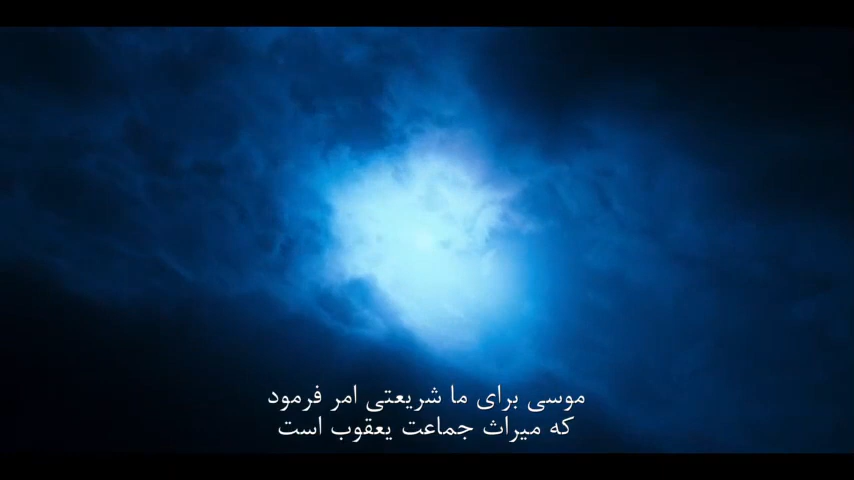 موسی برای ما شریعتی امر فرمود
که میراث جماعت یعقوب است